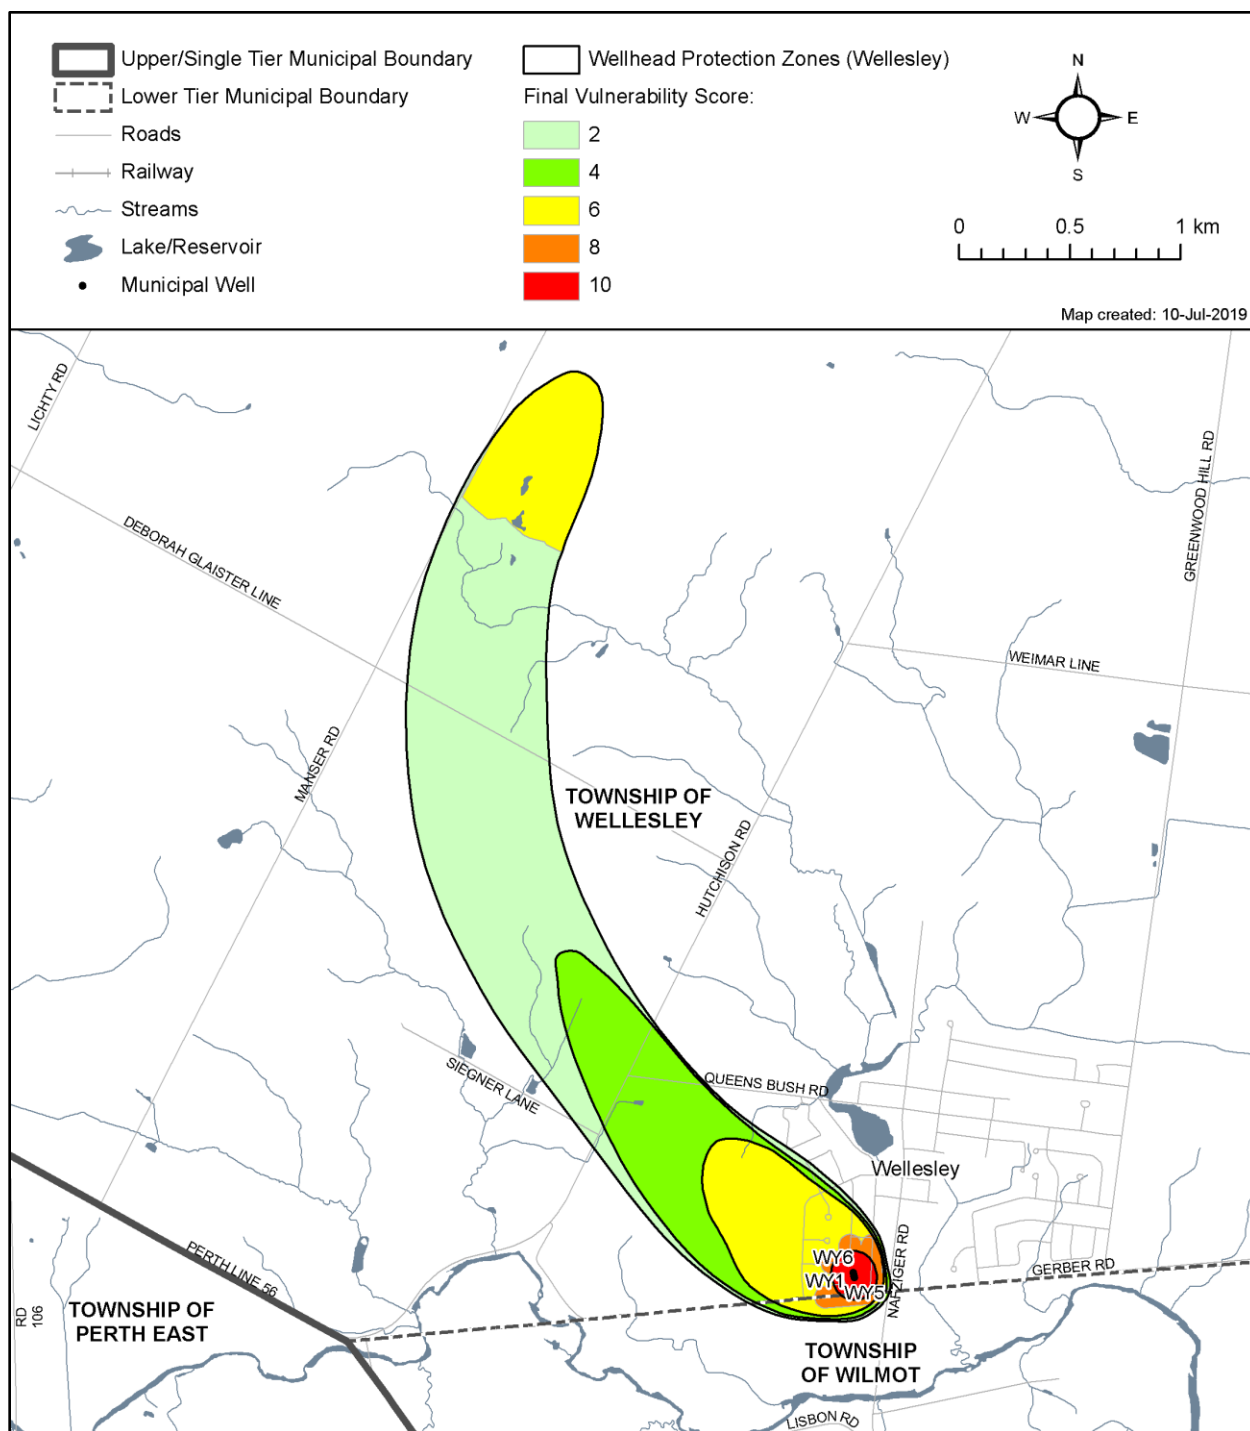 Upper/Single Tier Municipal Boundary
Lower Tier Municipal Boundary
Roads
Railway
Streams
Lake/Reservoir
Municipal Well
Wellhead Protection Zones (Wellesley)
Final Vulnerability Score:
2
4
6
8
10
N
W E
S
0 0.5 1 km
Map created: 10-Jul-2019
LICHTY RD
DEBORAH GLAISTER LINE
GREENWOOD HILL RD
WEIMAR LINE
MANSER RD
TOWNSHIP OF
WELLESLEY
HUTCHISON RD
SIEGNER LANE
QUEENS BUSH RD
Wellesley
PERTH LINE 56
RD
106
TOWNSHIP OF
PERTH EAST
WY6
WY1
WY5
NAFZIGER RD
GERBER RD
TOWNSHIP
OF WILMOT
LISBON RD